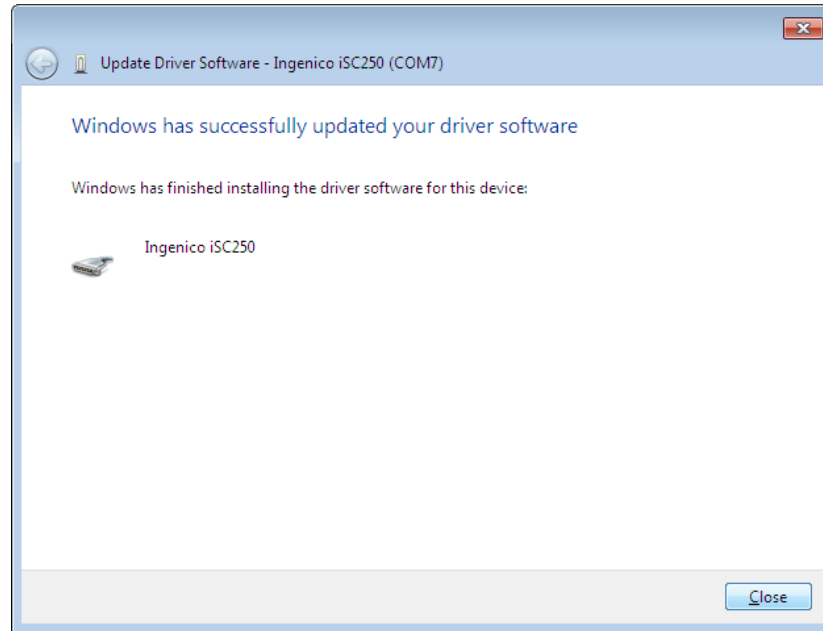 Update Driver Software - Ingenico iSC250 (COM7)
Windows has successfully updated your driver software
Windows has finished installing the driver software for this device:
Ingenico iSC250
Close